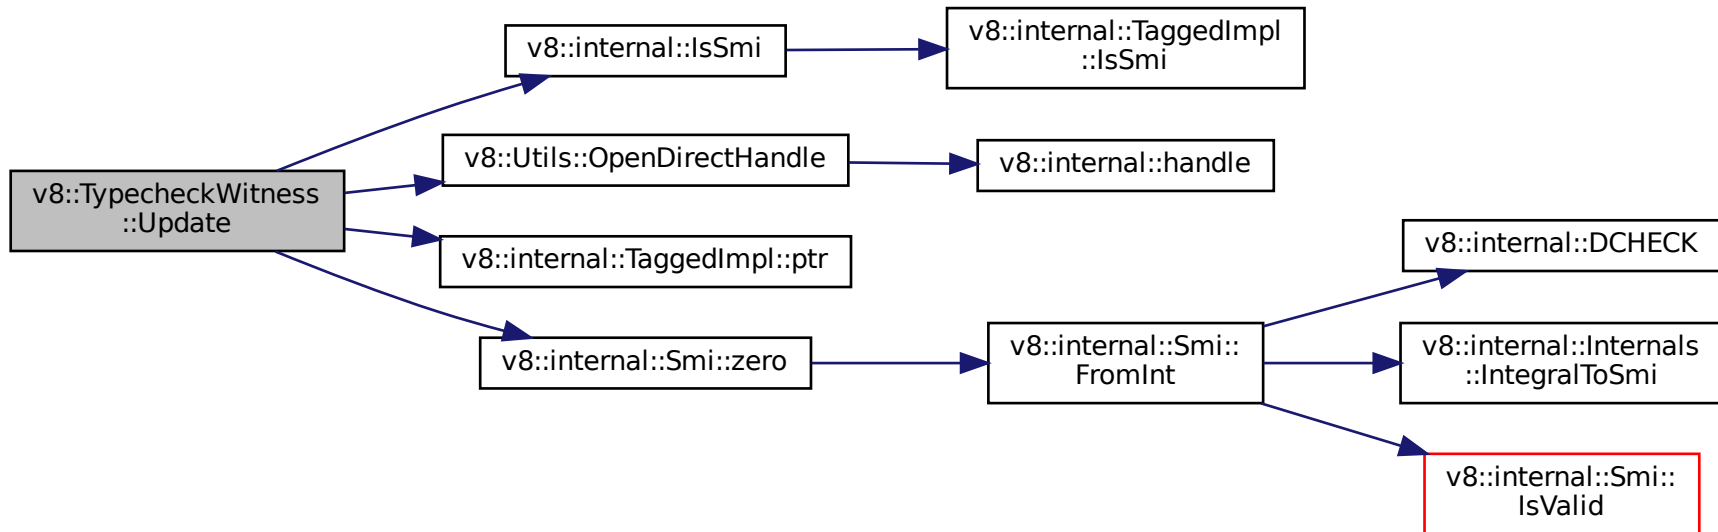 v8::TypecheckWitness
::Update
v8::internal::IsSmi
v8::internal::TaggedImpl
::IsSmi
v8::Utils::OpenDirectHandle
v8::internal::handle
v8::internal::TaggedImpl::ptr
v8::internal::Smi::zero
v8::internal::Smi::
FromInt
v8::internal::DCHECK
v8::internal::Internals
::IntegralToSmi
v8::internal::Smi::
IsValid